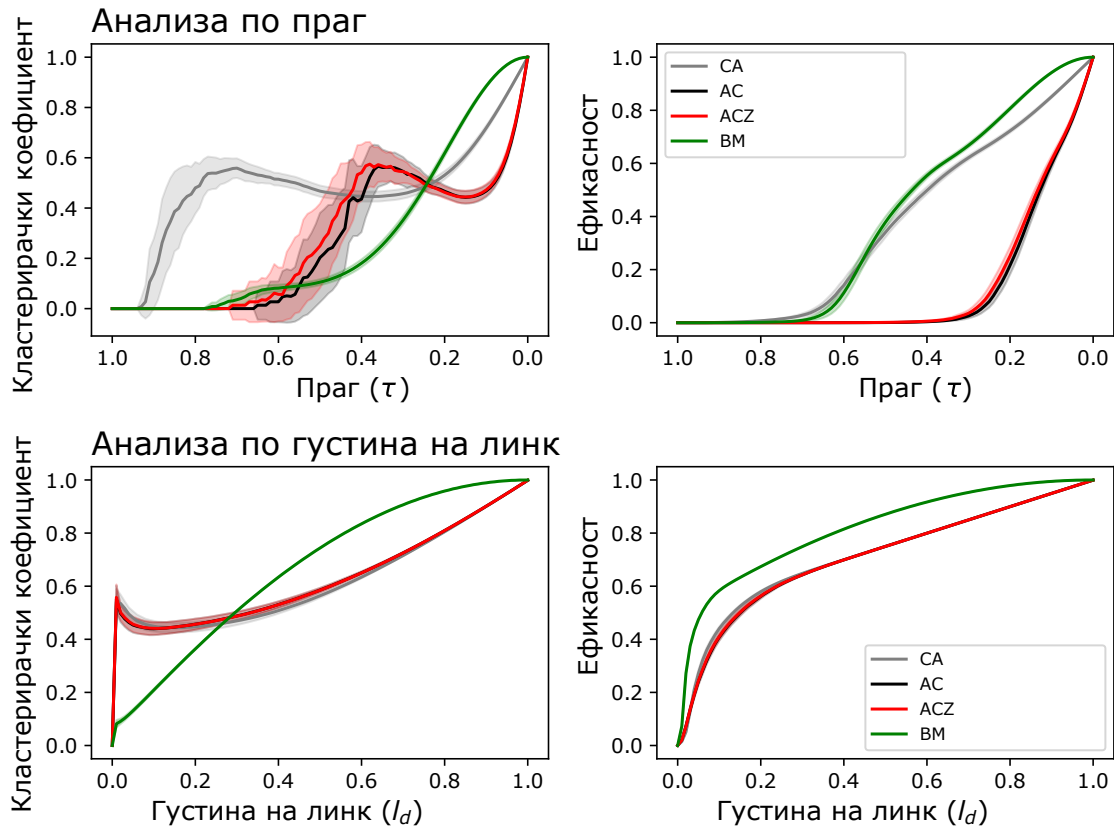 Анализа по праг
Кластерирачки коефициент
1.0
0.8
0.6
0.4
0.2
0.0
1.0 0.8 0.6 0.4 0.2 0.0
Праг (τ)
Ефикасност
1.0
0.8
0.6
0.4
0.2
0.0
CA
AC
ACZ
BM
1.0 0.8 0.6 0.4 0.2 0.0
Праг (τ)
Анализа по густина на линк
Кластерирачки коефициент
1.0
0.8
0.6
0.4
0.2
0.0
0.0 0.2 0.4 0.6 0.8 1.0
Густина на линк (l_d)
Ефикасност
1.0
0.8
0.6
0.4
0.2
0.0
CA
AC
ACZ
BM
0.0 0.2 0.4 0.6 0.8 1.0
Густина на линк (l_d)